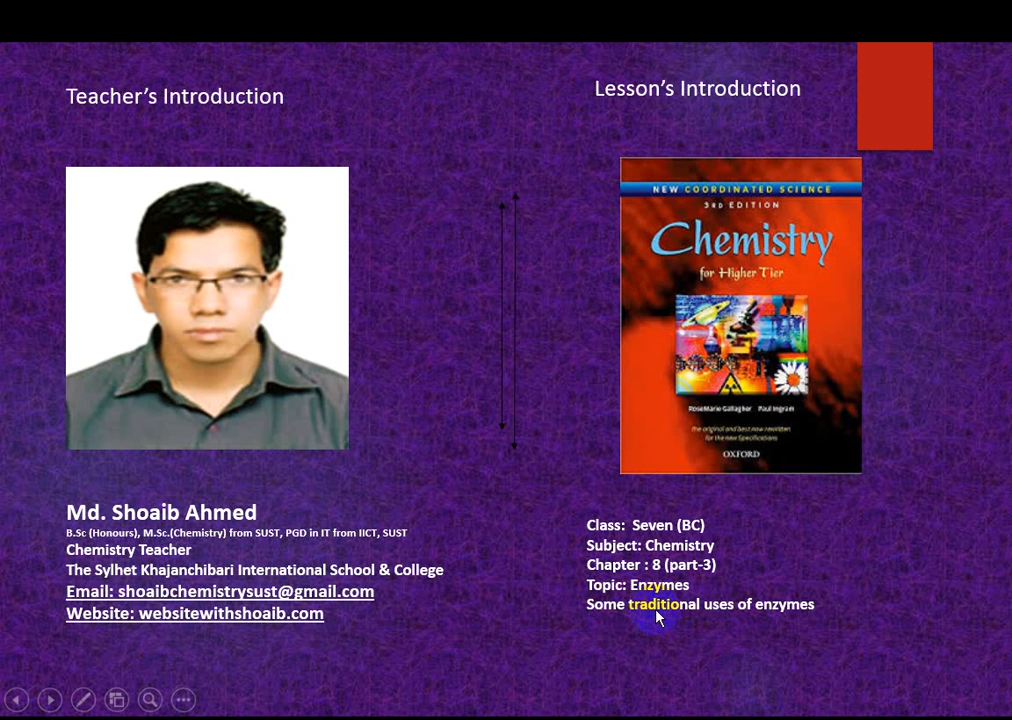 Teacher's Introduction
Md. Shoaib Ahmed
B.Sc (Honours), M.Sc.(Chemistry) from SUST, PGD in IT from IICT, SUST
Chemistry Teacher
The Sylhet Khajanchibari International School & College
Email: shoaibchemistrysust@gmail.com
Website: websitewithshoaib.com
Lesson's Introduction
NEW COORDINATED SCIENCE
3RD EDITION
Chemistry
for Higher Tier
RoseMarie Gallagher Paul Ingram
the original and best now rewritten
for the new Specifications
OXFORD
Class: Seven (BC)
Subject: Chemistry
Chapter : 8 (part-3)
Topic: Enzymes
Some traditional uses of enzymes